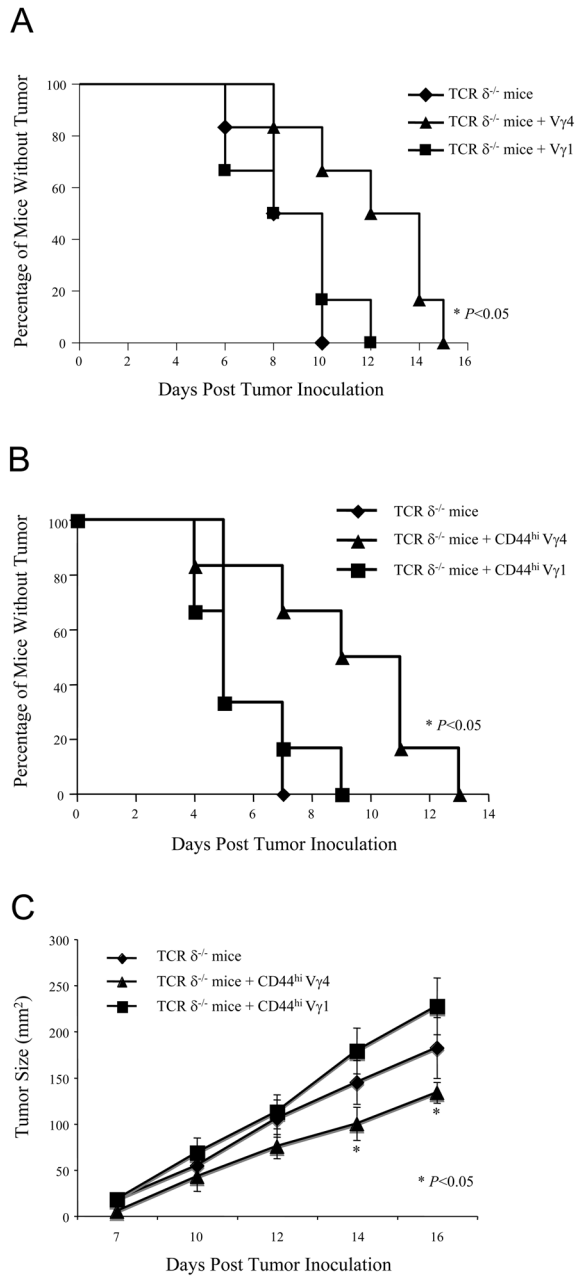 A
Percentage of Mice Without Tumor
100
80
60
40
20
0
0 2 4 6 8 10 12 14 16
Days Post Tumor Inoculation
TCR δ-/- mice
TCR δ-/- mice + Vγ4
TCR δ-/- mice + Vγ1
* P<0.05
B
Percentage of Mice Without Tumor
100
80
60
40
20
0
0 2 4 6 8 10 12 14
Days Post Tumor Inoculation
TCR δ-/- mice
TCR δ-/- mice + CD44hi Vγ4
TCR δ-/- mice + CD44hi Vγ1
* P<0.05
C
Tumor Size (mm2)
300
250
200
150
100
50
0
7 10 12 14 16
Days Post Tumor Inoculation
TCR δ-/- mice
TCR δ-/- mice + CD44hi Vγ4
TCR δ-/- mice + CD44hi Vγ1
*
*
* P<0.05